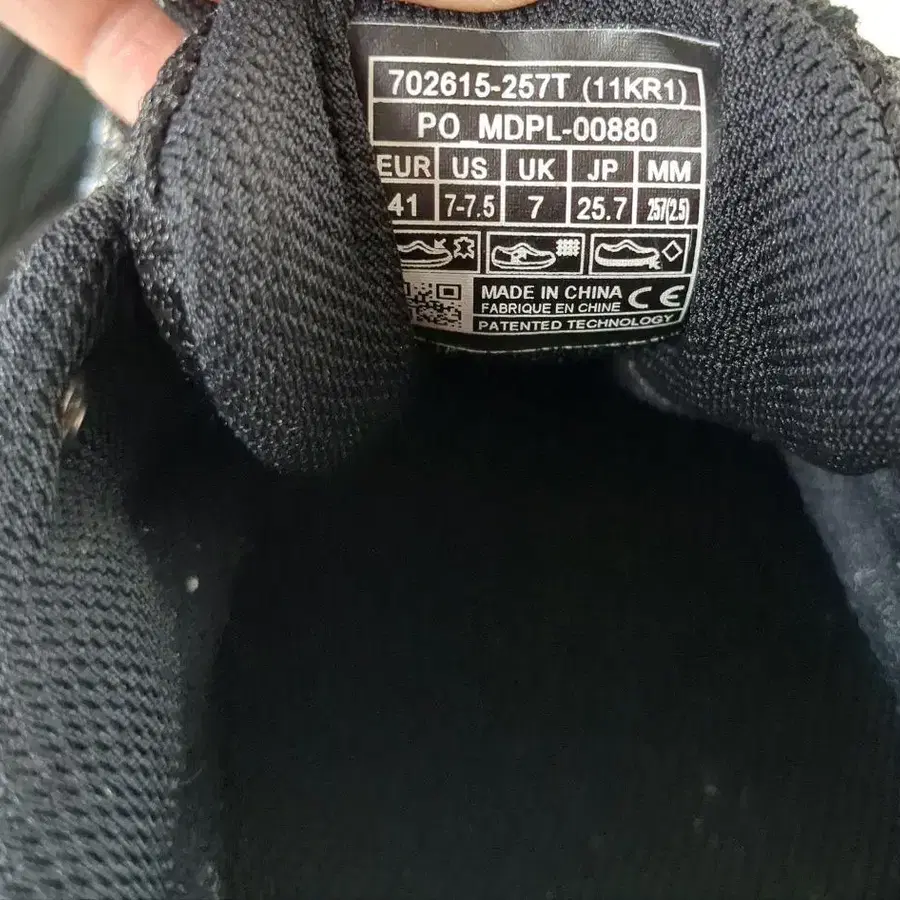 702615-257T (11KR1)
PO MDPL-00880
EUR US UK JP MM
41 7-7.5 7 25.7 257(2.5)
MADE IN CHINA CE
FABRIQUE EN CHINE
PATENTED TECHNOLOGY